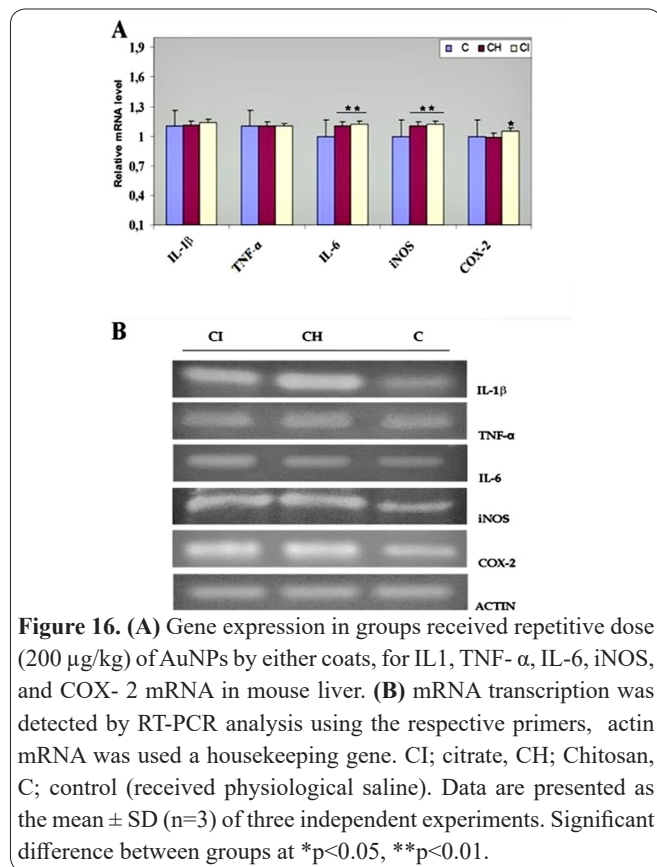 A
1,9
1,6
1,3
1
0,7
0,4
0,1
Relative mRNA level
C CH CI
** ** *
IL-1β TNF-α IL-6 iNOS COX-2
B
CI CH C
IL-1β
TNF-α
IL-6
iNOS
COX-2
ACTIN
Figure 16. (A) Gene expression in groups received repetitive dose
(200 µg/kg) of AuNPs by either coats, for IL1, TNF- α, IL-6, iNOS,
and COX- 2 mRNA in mouse liver. (B) mRNA transcription was
detected by RT-PCR analysis using the respective primers, actin
mRNA was used a housekeeping gene. CI; citrate, CH; Chitosan,
C; control (received physiological saline). Data are presented as
the mean ± SD (n=3) of three independent experiments. Significant
difference between groups at *p<0.05, **p<0.01.